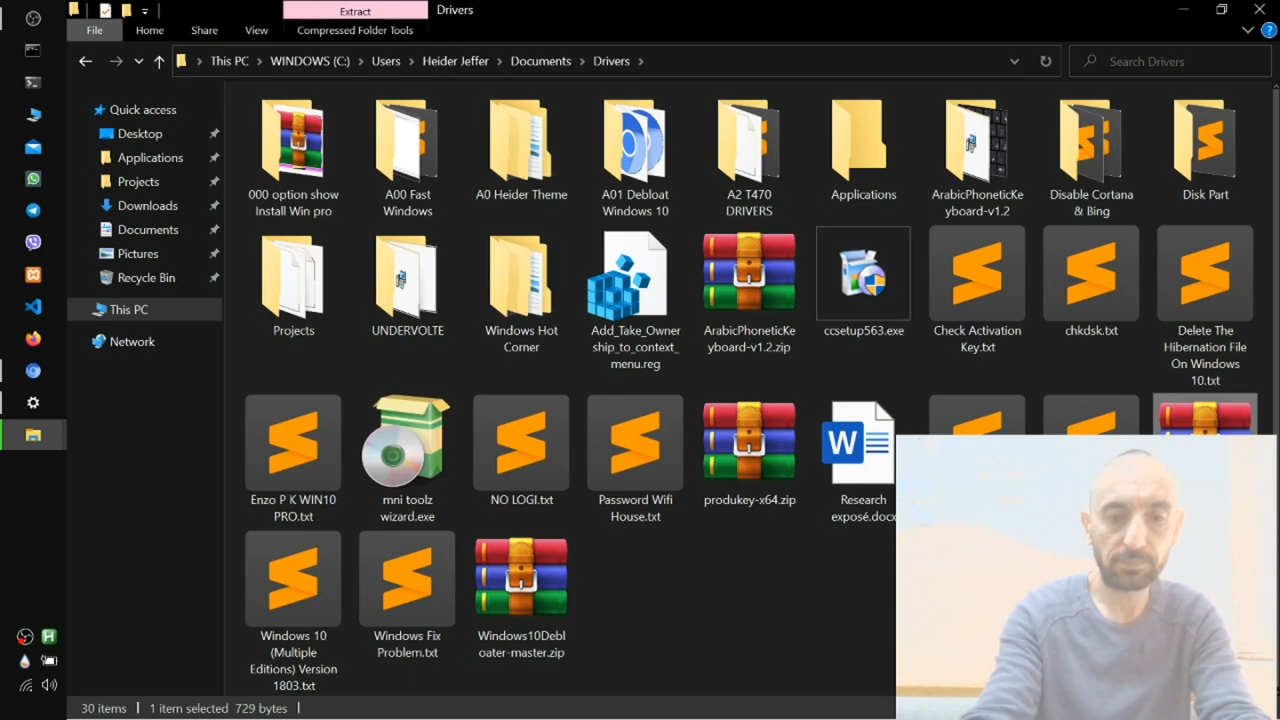 Extract
Drivers
File
Home
Share
View
Compressed Folder Tools
This PC
WINDOWS (C:)
Users
Heider Jeffer
Documents
Drivers
Search Drivers
Quick access
Desktop
Applications
Projects
Downloads
Documents
Pictures
Recycle Bin
This PC
Network
000 option show
Install Win pro
A00 Fast
Windows
A0 Heider Theme
A01 Debloat
Windows 10
A2 T470
DRIVERS
Applications
ArabicPhoneticKe
yboard-v1.2
Disable Cortana
& Bing
Disk Part
Projects
UNDERVOLTE
Windows Hot
Corner
Add_Take_Owner
ship_to_context_
menu.reg
ArabicPhoneticKe
yboard-v1.2.zip
ccsetup563.exe
Check Activation
Key.txt
chkdsk.txt
Delete The
Hibernation File
On Windows
10.txt
Enzo P K WIN10
PRO.txt
mni toolz
wizard.exe
NO LOGI.txt
Password Wifi
House.txt
produkey-x64.zip
Research
exposé.docx
Windows 10
(Multiple
Editions) Version
1803.txt
Windows Fix
Problem.txt
Windows10Debl
oater-master.zip
30 items
1 item selected 729 bytes